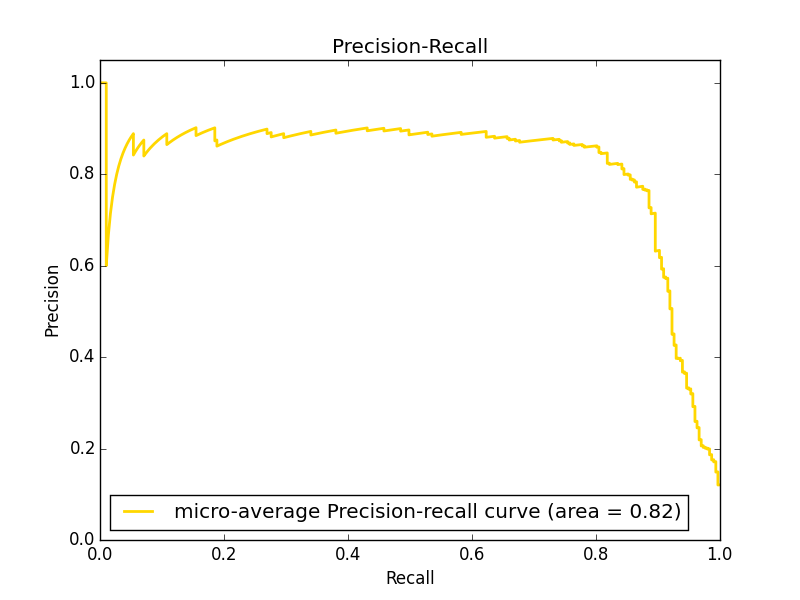 Precision-Recall
1.0
0.8
0.6
0.4
0.2
0.0
Precision
micro-average Precision-recall curve (area = 0.82)
0.0 0.2 0.4 0.6 0.8 1.0
Recall